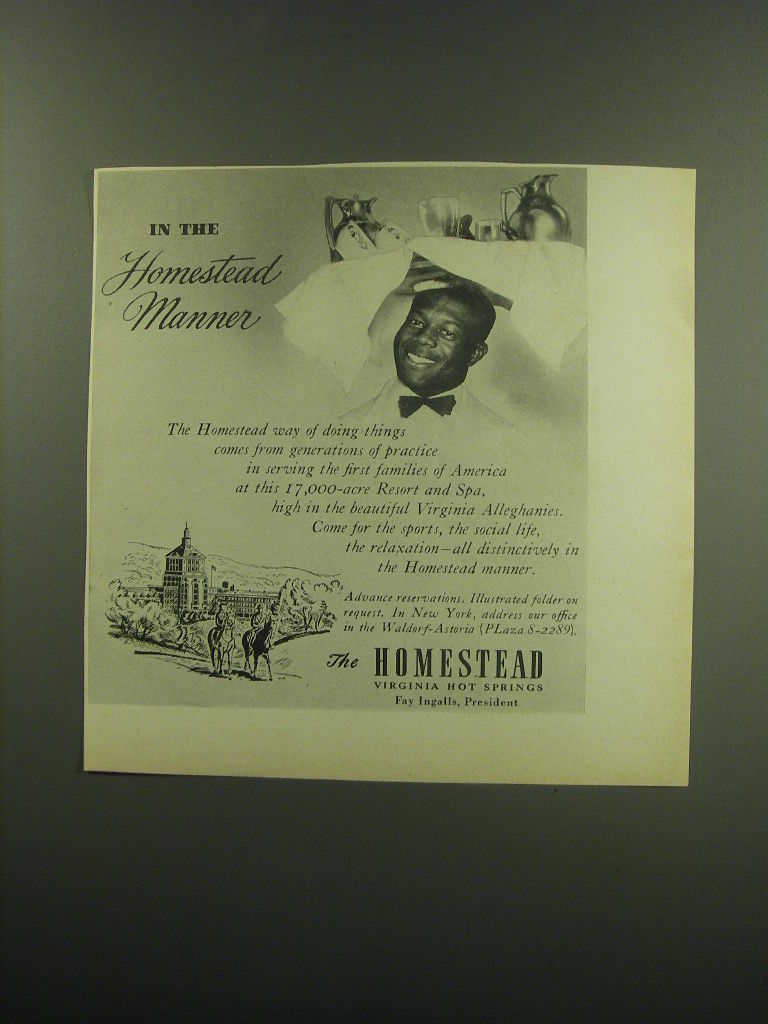 IN THE
Homestead
Manner
The Homestead way of doing things
comes from generations of practice
in serving the first families of America
at this 17,000-acre Resort and Spa,
high in the beautiful Virginia Alleghanies.
Come for the sports, the social life,
the relaxation—all distinctively in
the Homestead manner.
Advance reservations. Illustrated folder on
request. In New York, address our office
in the Waldorf-Astoria (PLaza 8-2289).
The HOMESTEAD
VIRGINIA HOT SPRINGS
Fay Ingalls, President